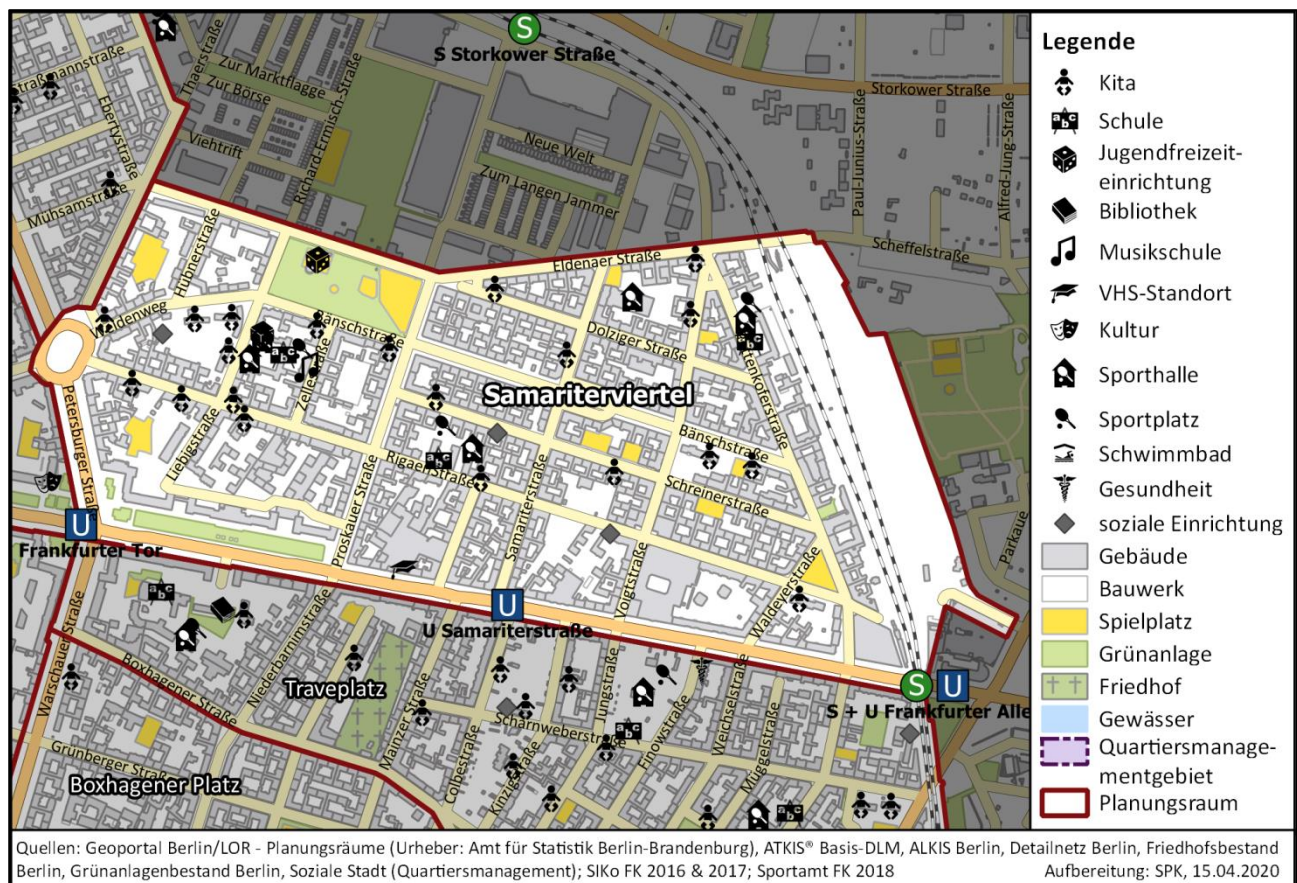 S Storkower Straße
Storkower Straße
Thaerstraße
Zur Marktflagge
Zur Börse
Richard-Ermisch-Straße
Ebertystraße
Viehtrift
Neue Welt
Zum Langen Jammer
Paul-Junius-Straße
Alfred-Jung-Straße
Mühsamstraße
Scheffelstraße
Hübnerstraße
Eldenaer Straße
Weidenweg
Bänschstraße
Dolziger Straße
Zellestraße
Samariterviertel
Petersburger Straße
Liebigstraße
Bänschstraße
Rigaer Straße
Schreinerstraße
Proskauer Straße
Samariterstraße
Voigtstraße
Waldeyerstraße
Parkaue
U
Frankfurter Tor
U
U Samariterstraße
S
U
S + U Frankfurter Alle
Warschauer Straße
Boxhagener Straße
Niederbarnimstraße
Traveplatz
Mainzer Straße
Colbestraße
Kinzigstraße
Scharnweberstraße
Jungstraße
Finowstraße
Weichselstraße
Müggelstraße
Grünberger Straße
Boxhagener Platz
Legende
Kita
abc
Schule
Jugendfreizeit-
einrichtung
Bibliothek
Musikschule
VHS-Standort
Kultur
Sporthalle
Sportplatz
Schwimmbad
Gesundheit
soziale Einrichtung
Gebäude
Bauwerk
Spielplatz
Grünanlage
Friedhof
Gewässer
Quartiersmanage-
mentgebiet
Planungsraum
Quellen: Geoportal Berlin/LOR - Planungsräume (Urheber: Amt für Statistik Berlin-Brandenburg), ATKIS® Basis-DLM, ALKIS Berlin, Detailnetz Berlin, Friedhofsbestand
Berlin, Grünanlagenbestand Berlin, Soziale Stadt (Quartiersmanagement); SIKo FK 2016 & 2017; Sportamt FK 2018
Aufbereitung: SPK, 15.04.2020